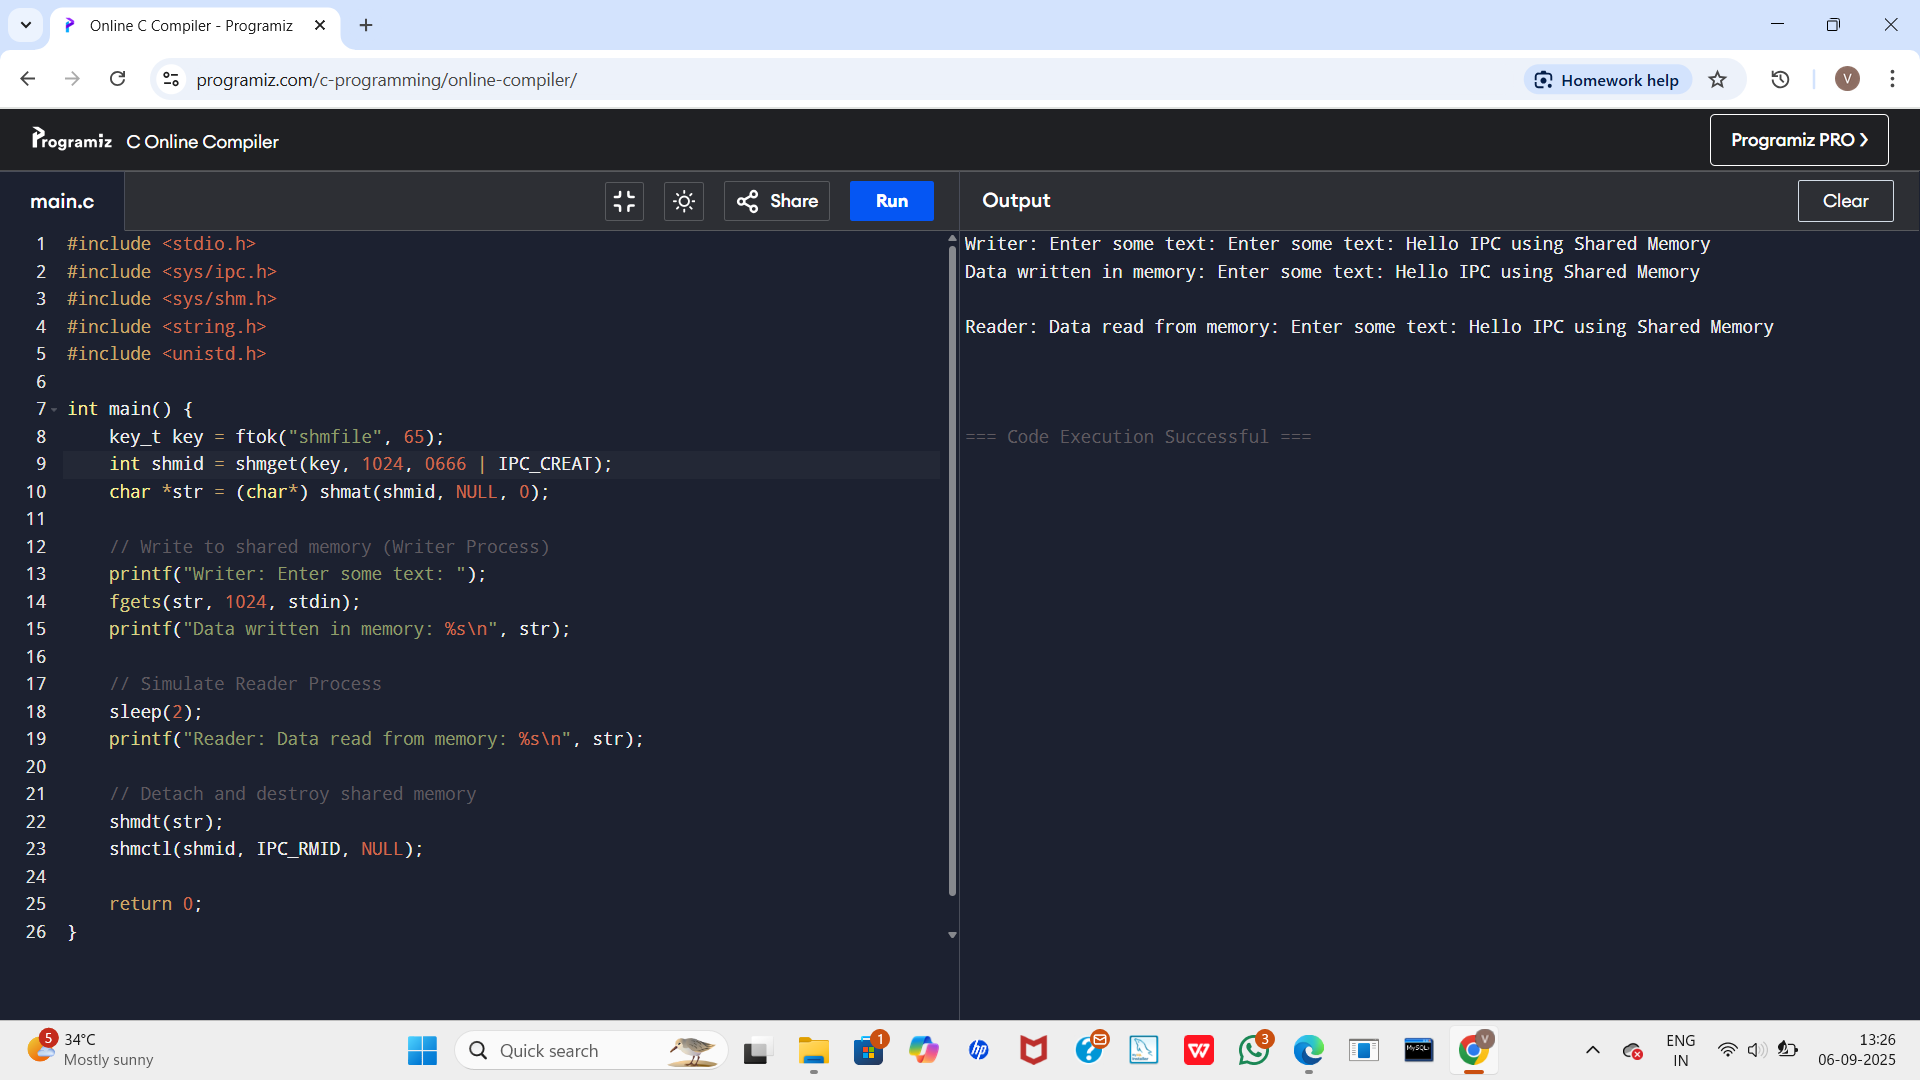 Online C Compiler - Programiz
programiz.com/c-programming/online-compiler/
Homework help
V
Programiz C Online Compiler
Programiz PRO
main.c
Share
Run
Output
Clear
1 #include <stdio.h>
2 #include <sys/ipc.h>
3 #include <sys/shm.h>
4 #include <string.h>
5 #include <unistd.h>
6
7 int main() {
8     key_t key = ftok("shmfile", 65);
9     int shmid = shmget(key, 1024, 0666 | IPC_CREAT);
10     char *str = (char*) shmat(shmid, NULL, 0);
11
12     // Write to shared memory (Writer Process)
13     printf("Writer: Enter some text: ");
14     fgets(str, 1024, stdin);
15     printf("Data written in memory: %s\n", str);
16
17     // Simulate Reader Process
18     sleep(2);
19     printf("Reader: Data read from memory: %s\n", str);
20
21     // Detach and destroy shared memory
22     shmdt(str);
23     shmctl(shmid, IPC_RMID, NULL);
24
25     return 0;
26 }
Writer: Enter some text: Enter some text: Hello IPC using Shared Memory
Data written in memory: Enter some text: Hello IPC using Shared Memory
Reader: Data read from memory: Enter some text: Hello IPC using Shared Memory
=== Code Execution Successful ===
5
34°C
Mostly sunny
Quick search
1
hp
W
3
MySQL
V
ENG
IN
13:26
06-09-2025